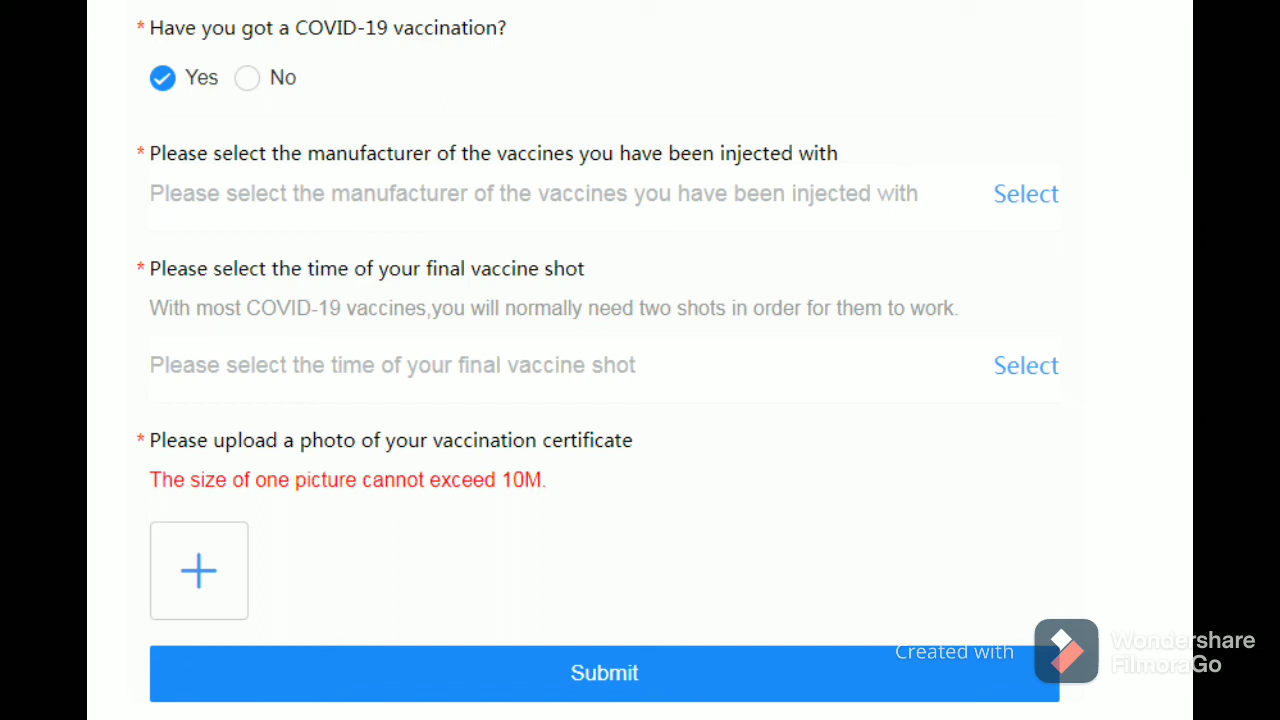 * Have you got a COVID-19 vaccination?
Yes No
* Please select the manufacturer of the vaccines you have been injected with
Please select the manufacturer of the vaccines you have been injected with Select
* Please select the time of your final vaccine shot
With most COVID-19 vaccines,you will normally need two shots in order for them to work.
Please select the time of your final vaccine shot Select
* Please upload a photo of your vaccination certificate
The size of one picture cannot exceed 10M.
Submit
Created with
Wondershare
FilmoraGo